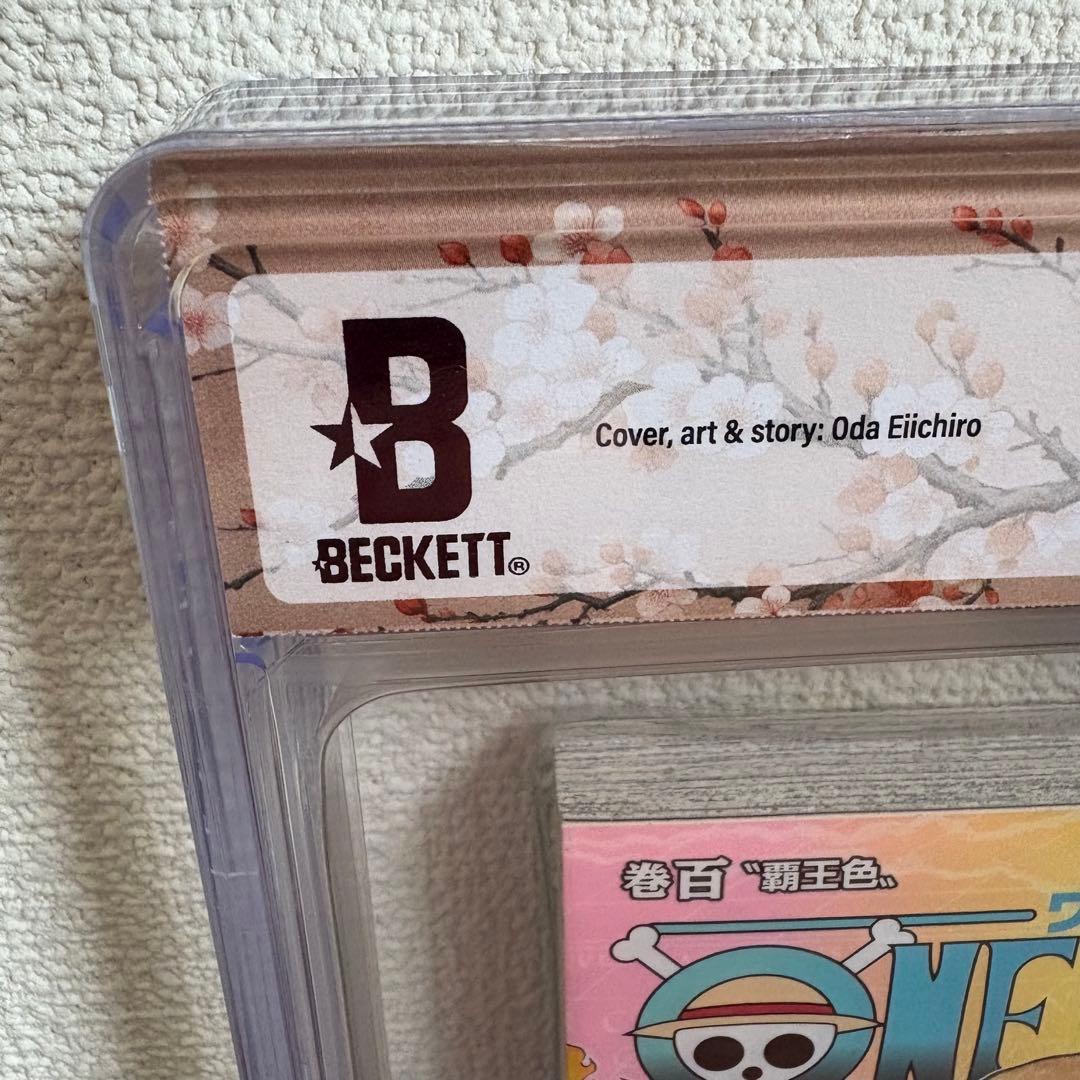 B
BECKETT®
Cover, art & story: Oda Eiichiro
巻百 〝覇王色〟
ONE